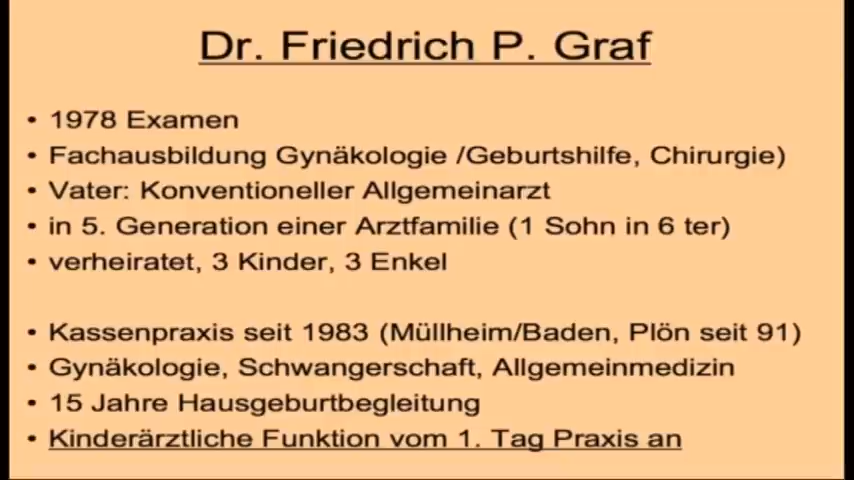 Dr. Friedrich P. Graf
• 1978 Examen
• Fachausbildung Gynäkologie /Geburtshilfe, Chirurgie)
• Vater: Konventioneller Allgemeinarzt
• in 5. Generation einer Arztfamilie (1 Sohn in 6 ter)
• verheiratet, 3 Kinder, 3 Enkel
• Kassenpraxis seit 1983 (Müllheim/Baden, Plön seit 91)
• Gynäkologie, Schwangerschaft, Allgemeinmedizin
• 15 Jahre Hausgeburtbegleitung
• Kinderärztliche Funktion vom 1. Tag Praxis an